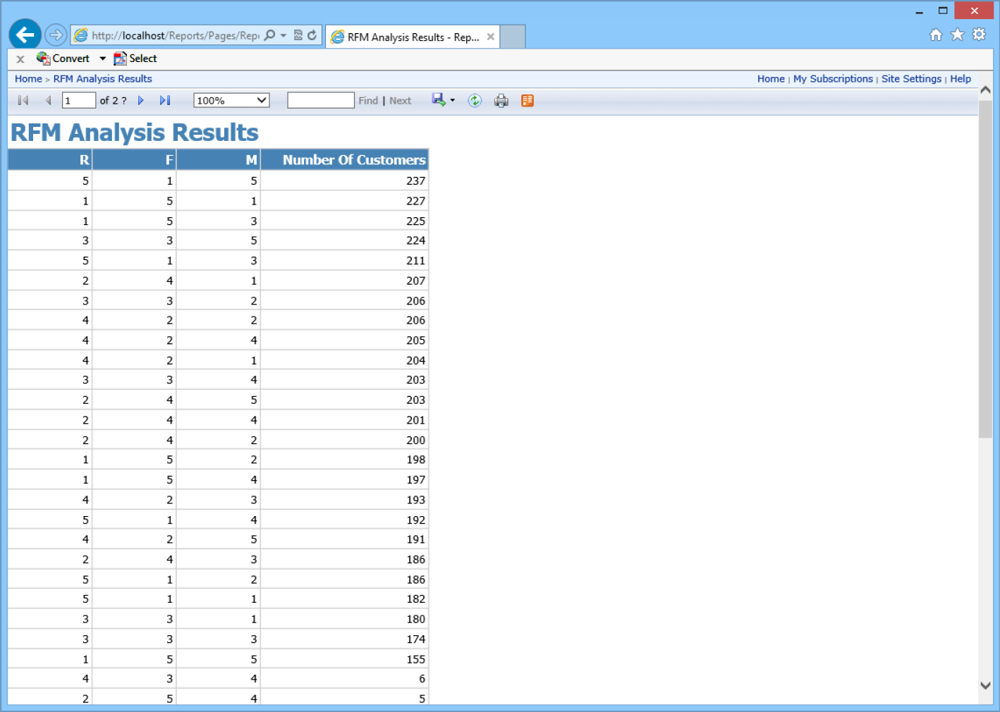 http://localhost/Reports/Pages/Rep
RFM Analysis Results - Rep...
x Convert Select
Home > RFM Analysis Results
Home | My Subscriptions | Site Settings | Help
1 of 2 ? 100% Find | Next
RFM Analysis Results
R F M Number Of Customers
5 1 5 237
1 5 1 227
1 5 3 225
3 3 5 224
5 1 3 211
2 4 1 207
3 3 2 206
4 2 2 206
4 2 4 205
4 2 1 204
3 3 4 203
2 4 5 203
2 4 4 201
2 4 2 200
1 5 2 198
1 5 4 197
4 2 3 193
5 1 4 192
4 2 5 191
2 4 3 186
5 1 2 186
5 1 1 182
3 3 1 180
3 3 3 174
1 5 5 155
4 3 4 6
2 5 4 5